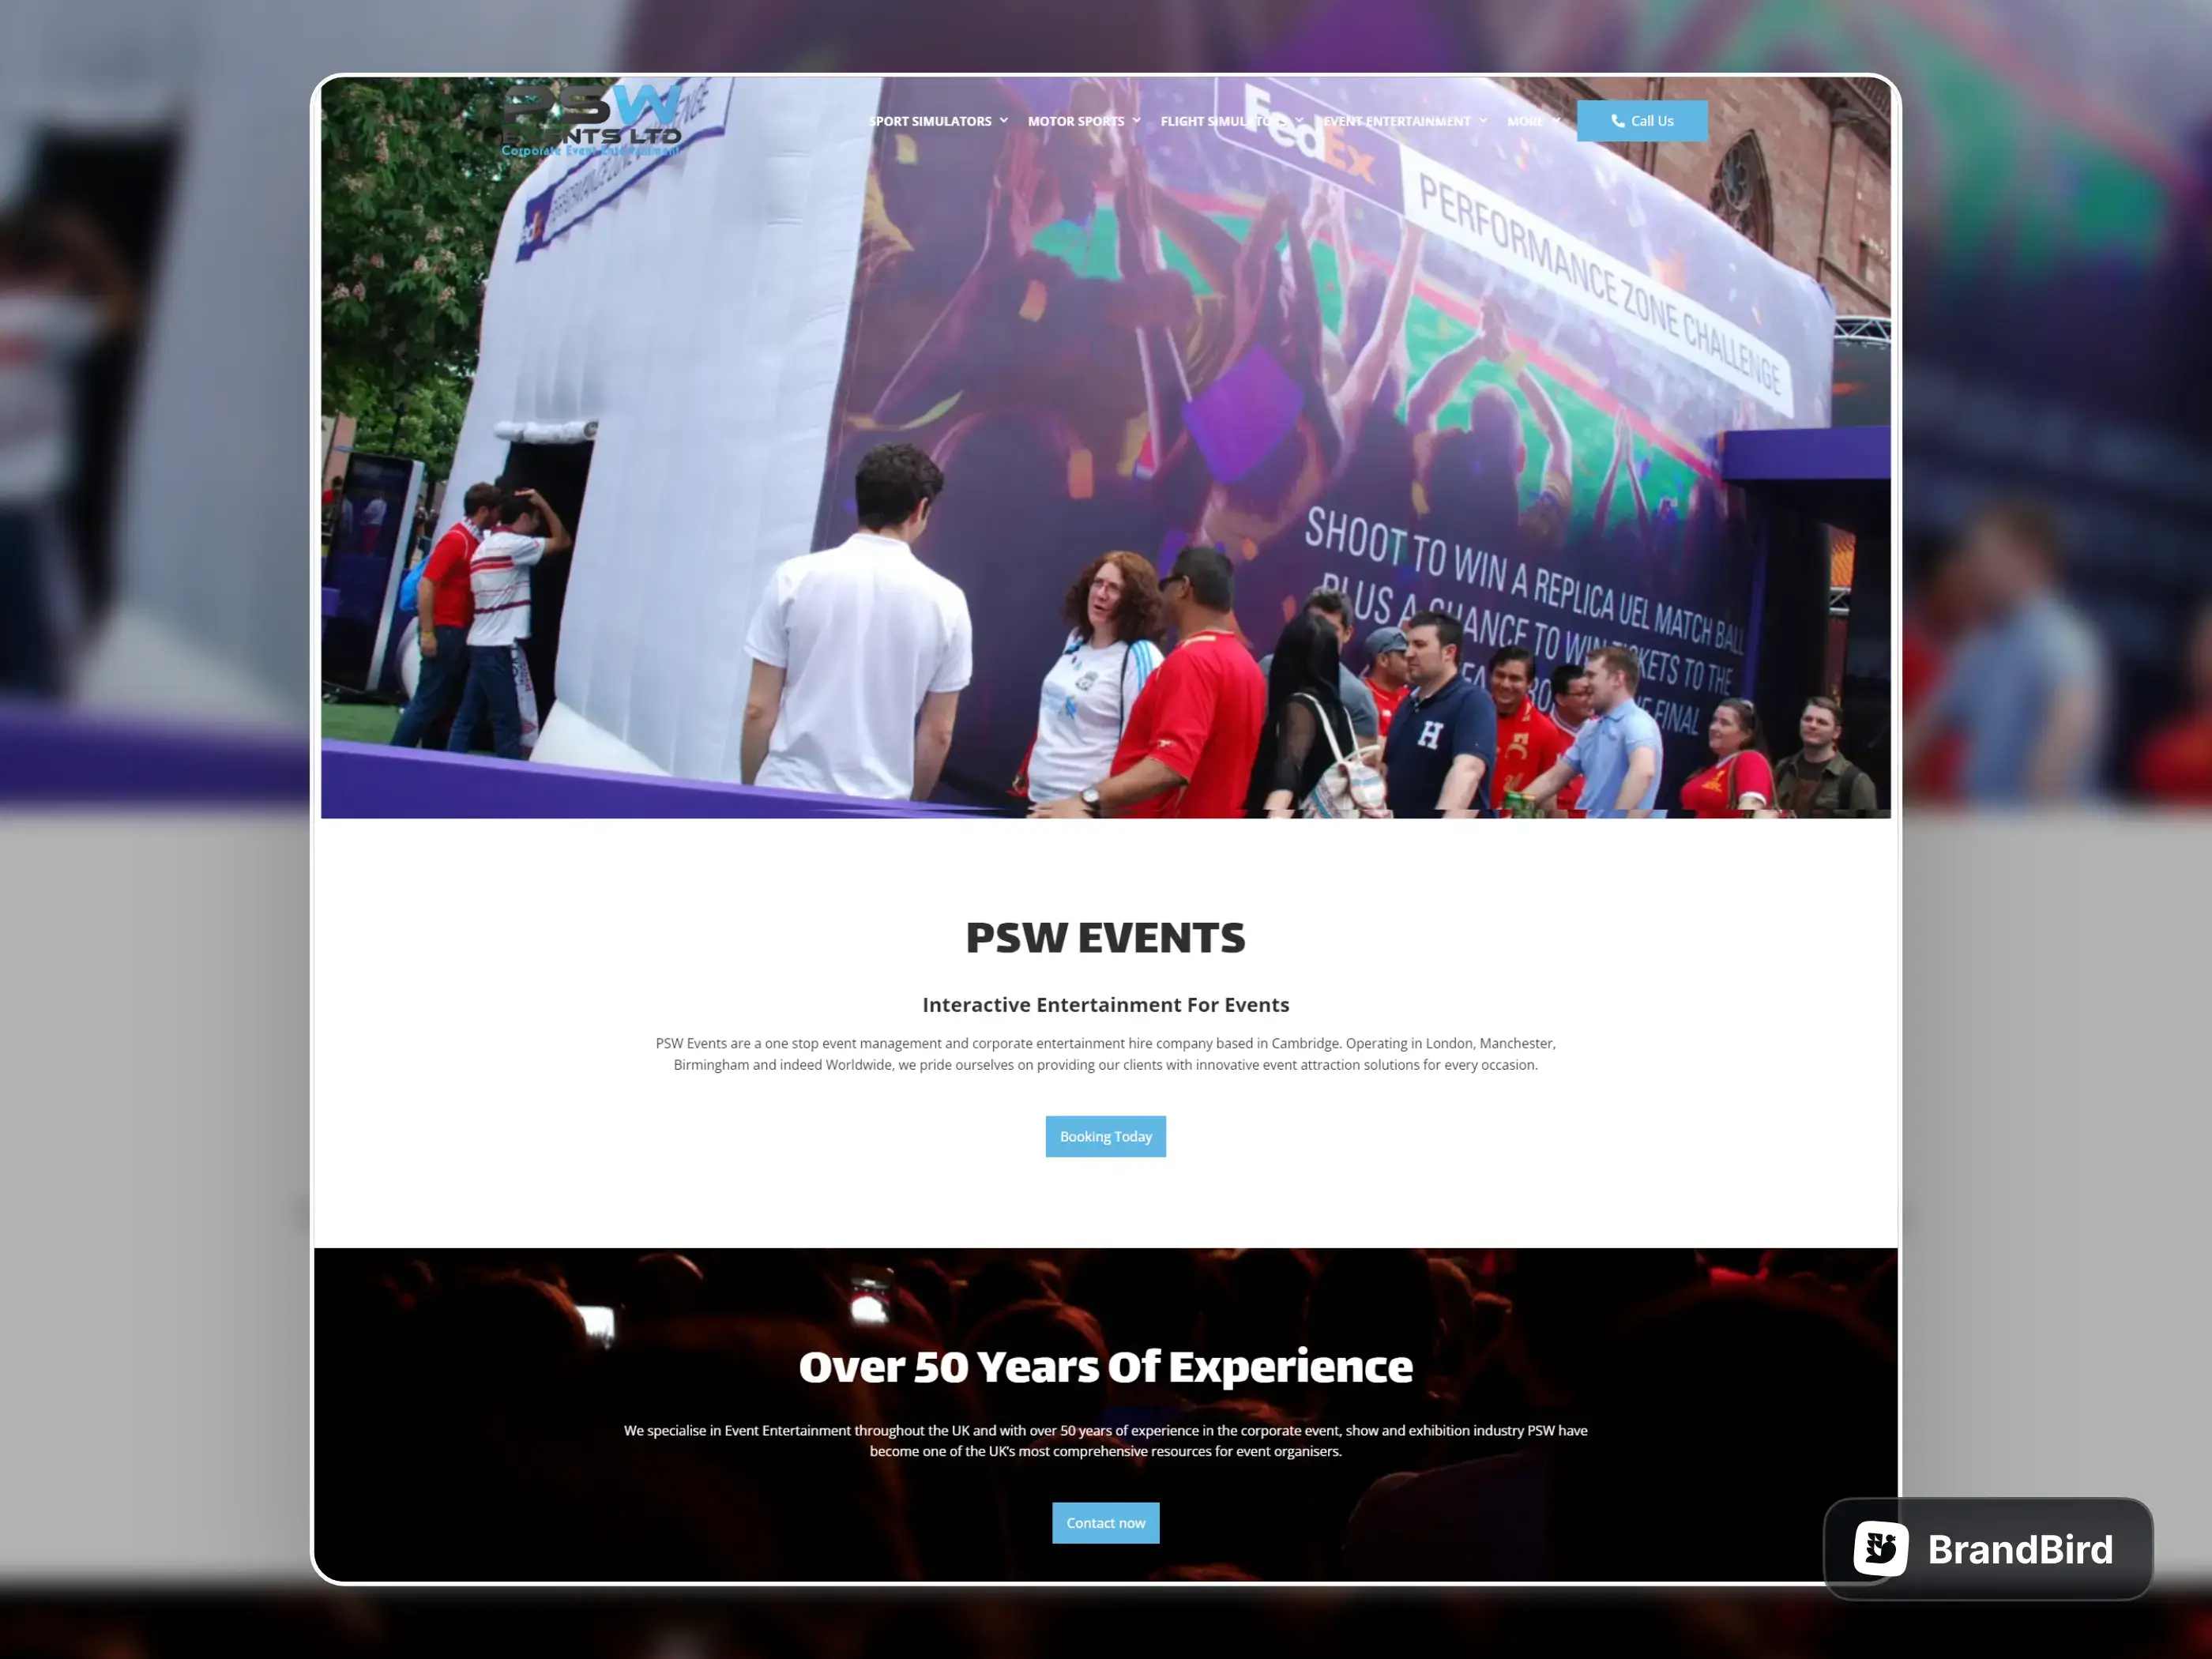 PSW
EVENTS LTD
Corporate Event Entertainment
SPORT SIMULATORS
MOTOR SPORTS
FLIGHT SIMULATORS
EVENT ENTERTAINMENT
MORE
Call Us
FedEx
PERFORMANCE ZONE CHALLENGE
SHOOT TO WIN A REPLICA UEL MATCH BALL
PLUS A CHANCE TO WIN TICKETS TO THE
FINAL
H
PSW EVENTS
Interactive Entertainment For Events
PSW Events are a one stop event management and corporate entertainment hire company based in Cambridge. Operating in London, Manchester,
Birmingham and indeed Worldwide, we pride ourselves on providing our clients with innovative event attraction solutions for every occasion.
Booking Today
Over 50 Years Of Experience
We specialise in Event Entertainment throughout the UK and with over 50 years of experience in the corporate event, show and exhibition industry PSW have
become one of the UK's most comprehensive resources for event organisers.
Contact now
BrandBird